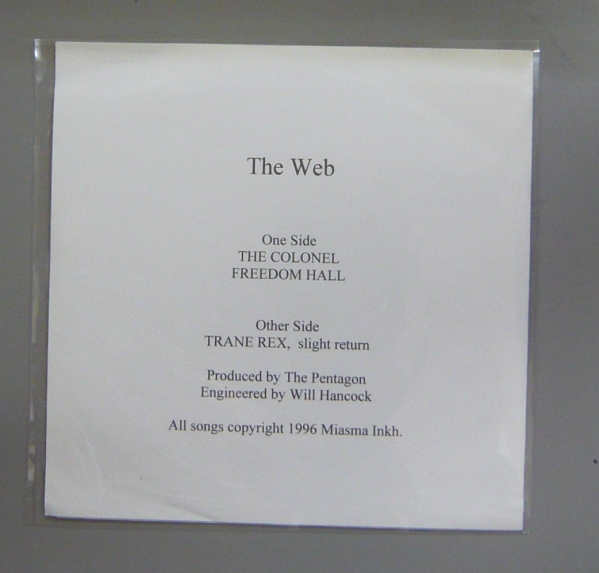 The Web
One Side
THE COLONEL
FREEDOM HALL
Other Side
TRANE REX, slight return
Produced by The Pentagon
Engineered by Will Hancock
All songs copyright 1996 Miasma Inkh.